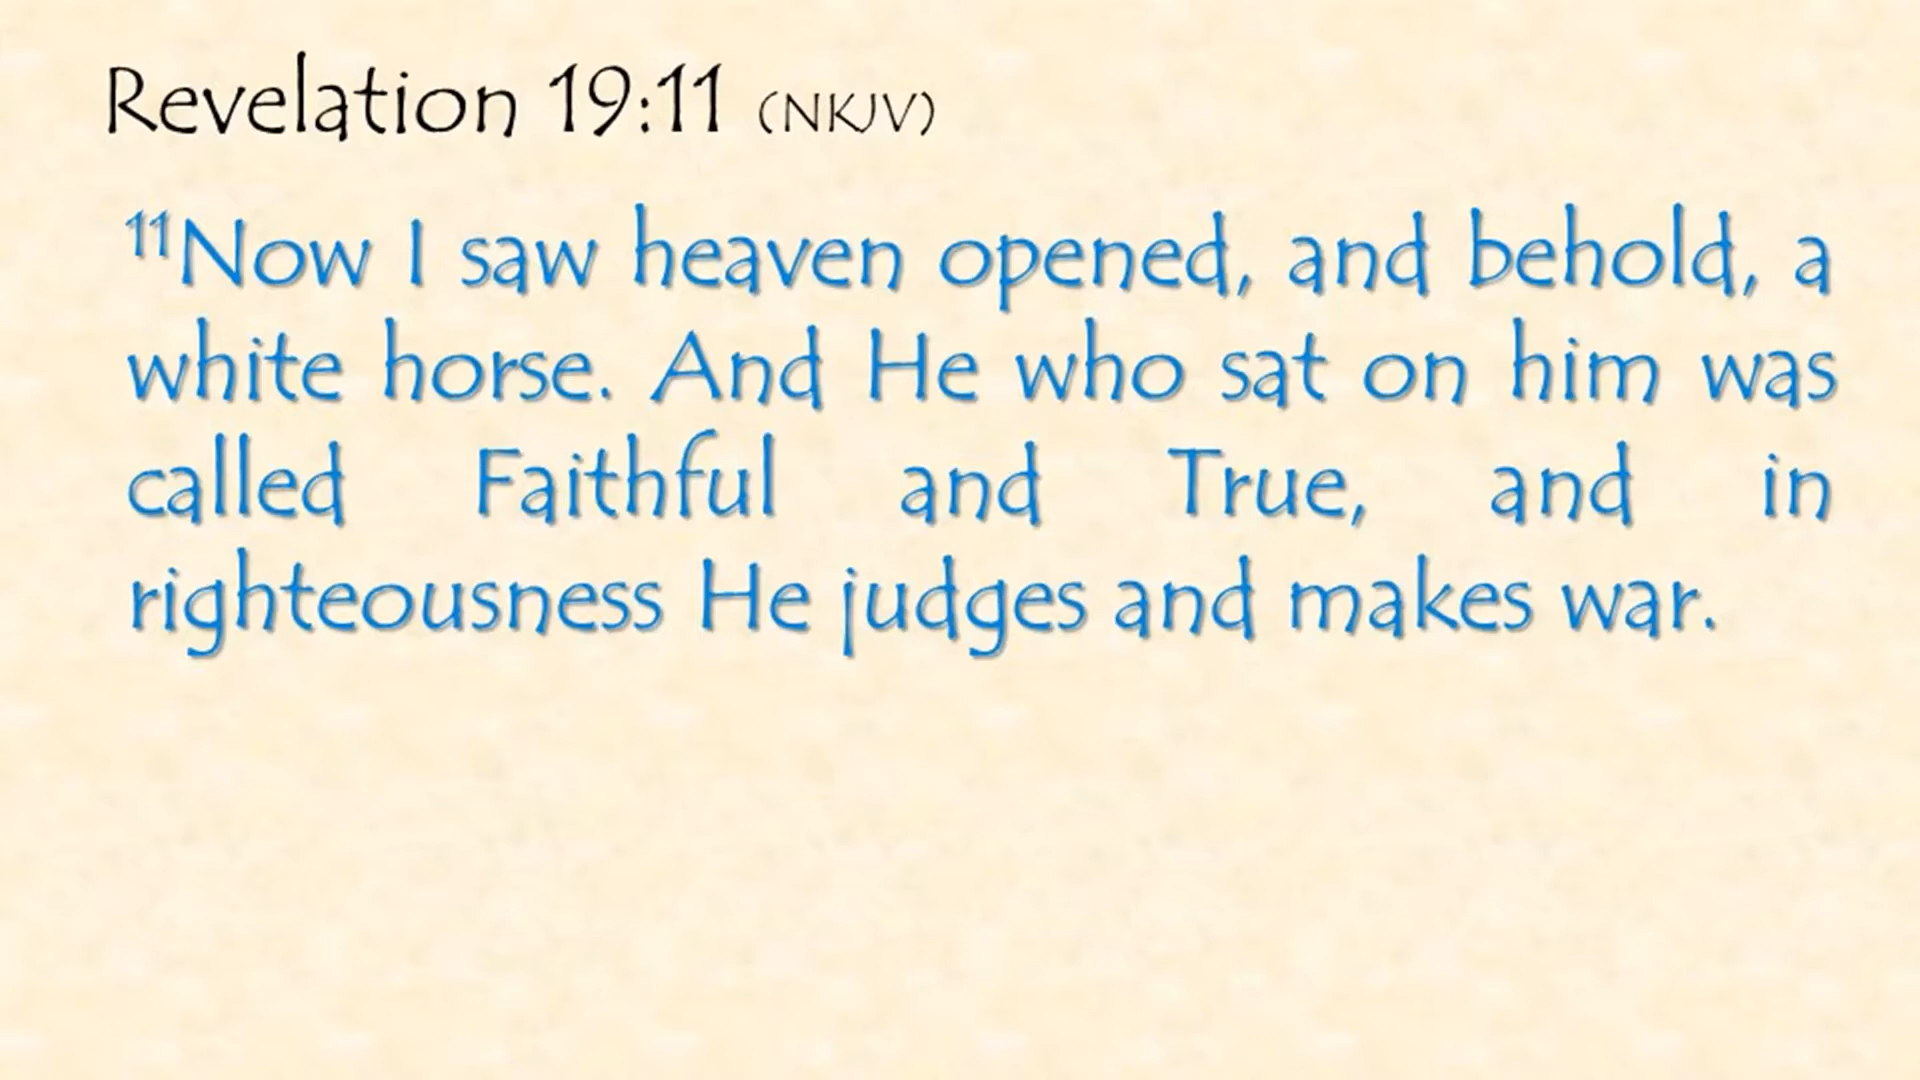 Revelation 19:11 (NKJV)
11Now I saw heaven opened, and behold, a
white horse. And He who sat on him was
called Faithful and True, and in
righteousness He judges and makes war.